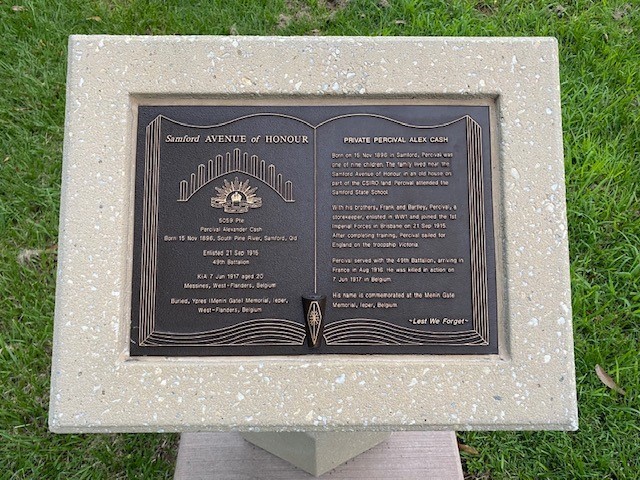 Samford AVENUE of HONOUR
5059 Pte
Percival Alexander Cash
Born 15 Nov 1896, South Pine River, Samford, Qld
Enlisted 21 Sep 1915
49th Battalion
KIA 7 Jun 1917 aged 20
Messines, West-Flanders, Belgium
Buried, Ypres (Menin Gate) Memorial, Ieper,
West-Flanders, Belgium
PRIVATE PERCIVAL ALEX CASH
Born on 15 Nov 1896 in Samford, Percival was
one of nine children. The family lived near the
Samford Avenue of Honour, in an old house on
part of the CSIRO land. Percival attended the
Samford State School.
With his brothers, Frank and Bartley, Percival, a
storekeeper, enlisted in WW1 and joined the 1st
Imperial Forces in Brisbane on 21 Sep 1915.
After completing training, Percival sailed for
England on the troopship Victoria.
Percival served with the 49th Battalion, arriving in
France in Aug 1916. He was killed in action on
7 Jun 1917 in Belgium.
His name is commemorated at the Menin Gate
Memorial, Ieper, Belgium.
~Lest We Forget~